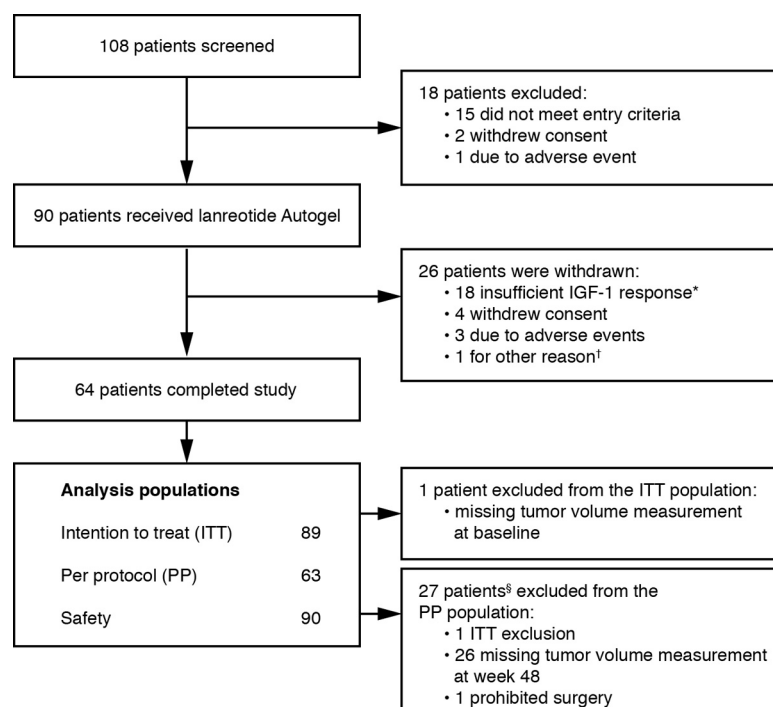 108 patients screened
18 patients excluded:
• 15 did not meet entry criteria
• 2 withdrew consent
• 1 due to adverse event
90 patients received lanreotide Autogel
26 patients were withdrawn:
• 18 insufficient IGF-1 response*
• 4 withdrew consent
• 3 due to adverse events
• 1 for other reason†
64 patients completed study
Analysis populations
Intention to treat (ITT) 89
Per protocol (PP) 63
Safety 90
1 patient excluded from the ITT population:
• missing tumor volume measurement
at baseline
27 patients§ excluded from the
PP population:
• 1 ITT exclusion
• 26 missing tumor volume measurement
at week 48
• 1 prohibited surgery